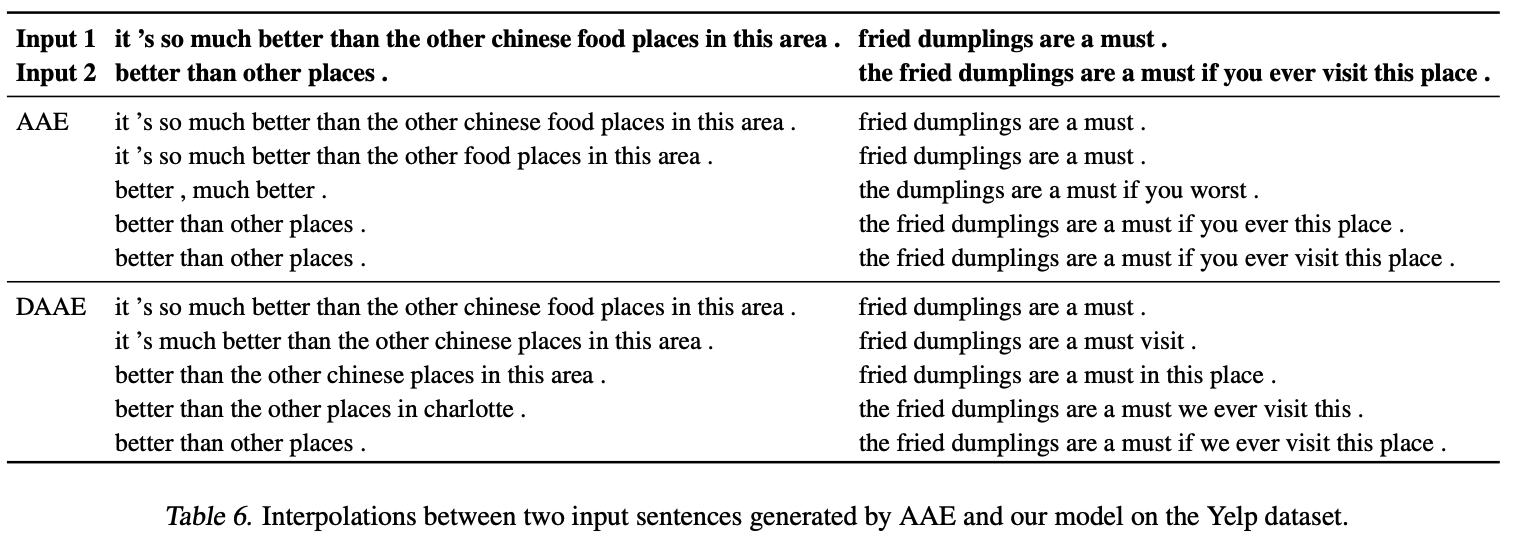 Input 1 it ’s so much better than the other chinese food places in this area . fried dumplings are a must .
Input 2 better than other places . the fried dumplings are a must if you ever visit this place .
AAE it ’s so much better than the other chinese food places in this area . fried dumplings are a must .
it ’s so much better than the other food places in this area . fried dumplings are a must .
better , much better . the dumplings are a must if you worst .
better than other places . the fried dumplings are a must if you ever this place .
better than other places . the fried dumplings are a must if you ever visit this place .
DAAE it ’s so much better than the other chinese food places in this area . fried dumplings are a must .
it ’s much better than the other chinese places in this area . fried dumplings are a must visit .
better than the other chinese places in this area . fried dumplings are a must in this place .
better than the other places in charlotte . the fried dumplings are a must we ever visit this .
better than other places . the fried dumplings are a must if we ever visit this place .
Table 6. Interpolations between two input sentences generated by AAE and our model on the Yelp dataset.